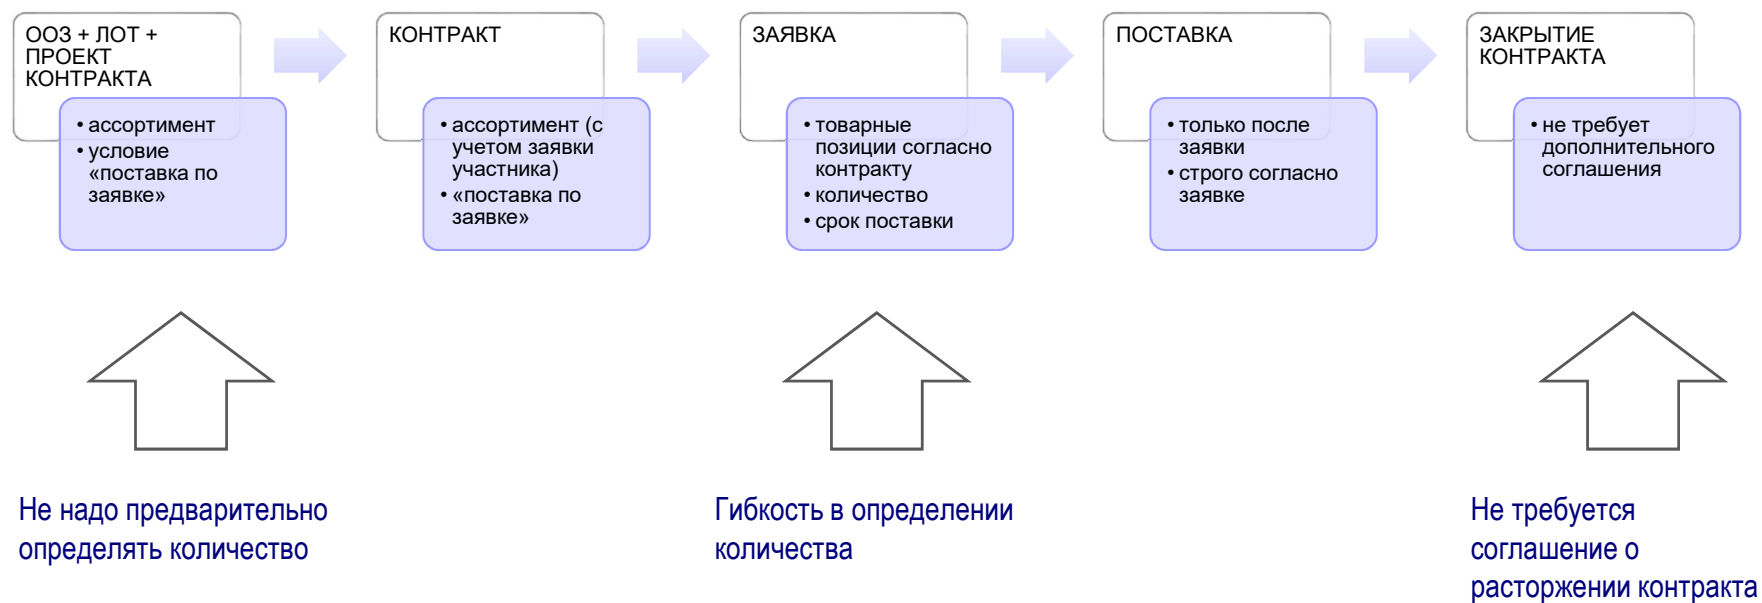 ООЗ + ЛОТ +
ПРОЕКТ
КОНТРАКТА
• ассортимент
• условие
«поставка по
заявке»
КОНТРАКТ
• ассортимент (с
учетом заявки
участника)
• «поставка по
заявке»
ЗАЯВКА
• товарные
позиции согласно
контракту
• количество
• срок поставки
ПОСТАВКА
• только после
заявки
• строго согласно
заявке
ЗАКРЫТИЕ
КОНТРАКТА
• не требует
дополнительного
соглашения
Не надо предварительно
определять количество
Гибкость в определении
количества
Не требуется
соглашение о
расторжении контракта